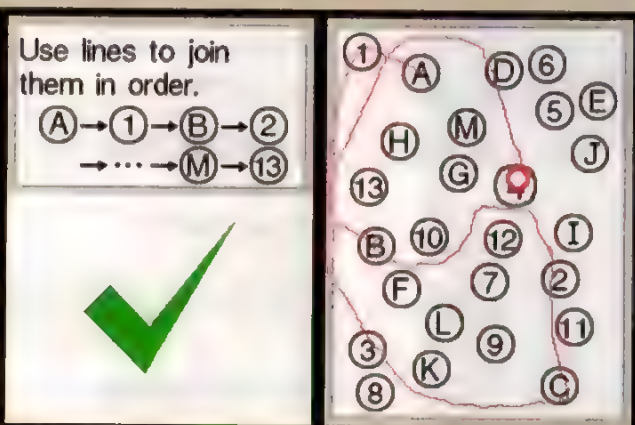 Use lines to join
them in order.
A→1→B→2
→···→M→13
1
A
D
6
5
E
H
M
J
13
G
4
B
10
12
I
F
7
2
L
11
3
9
K
8
C